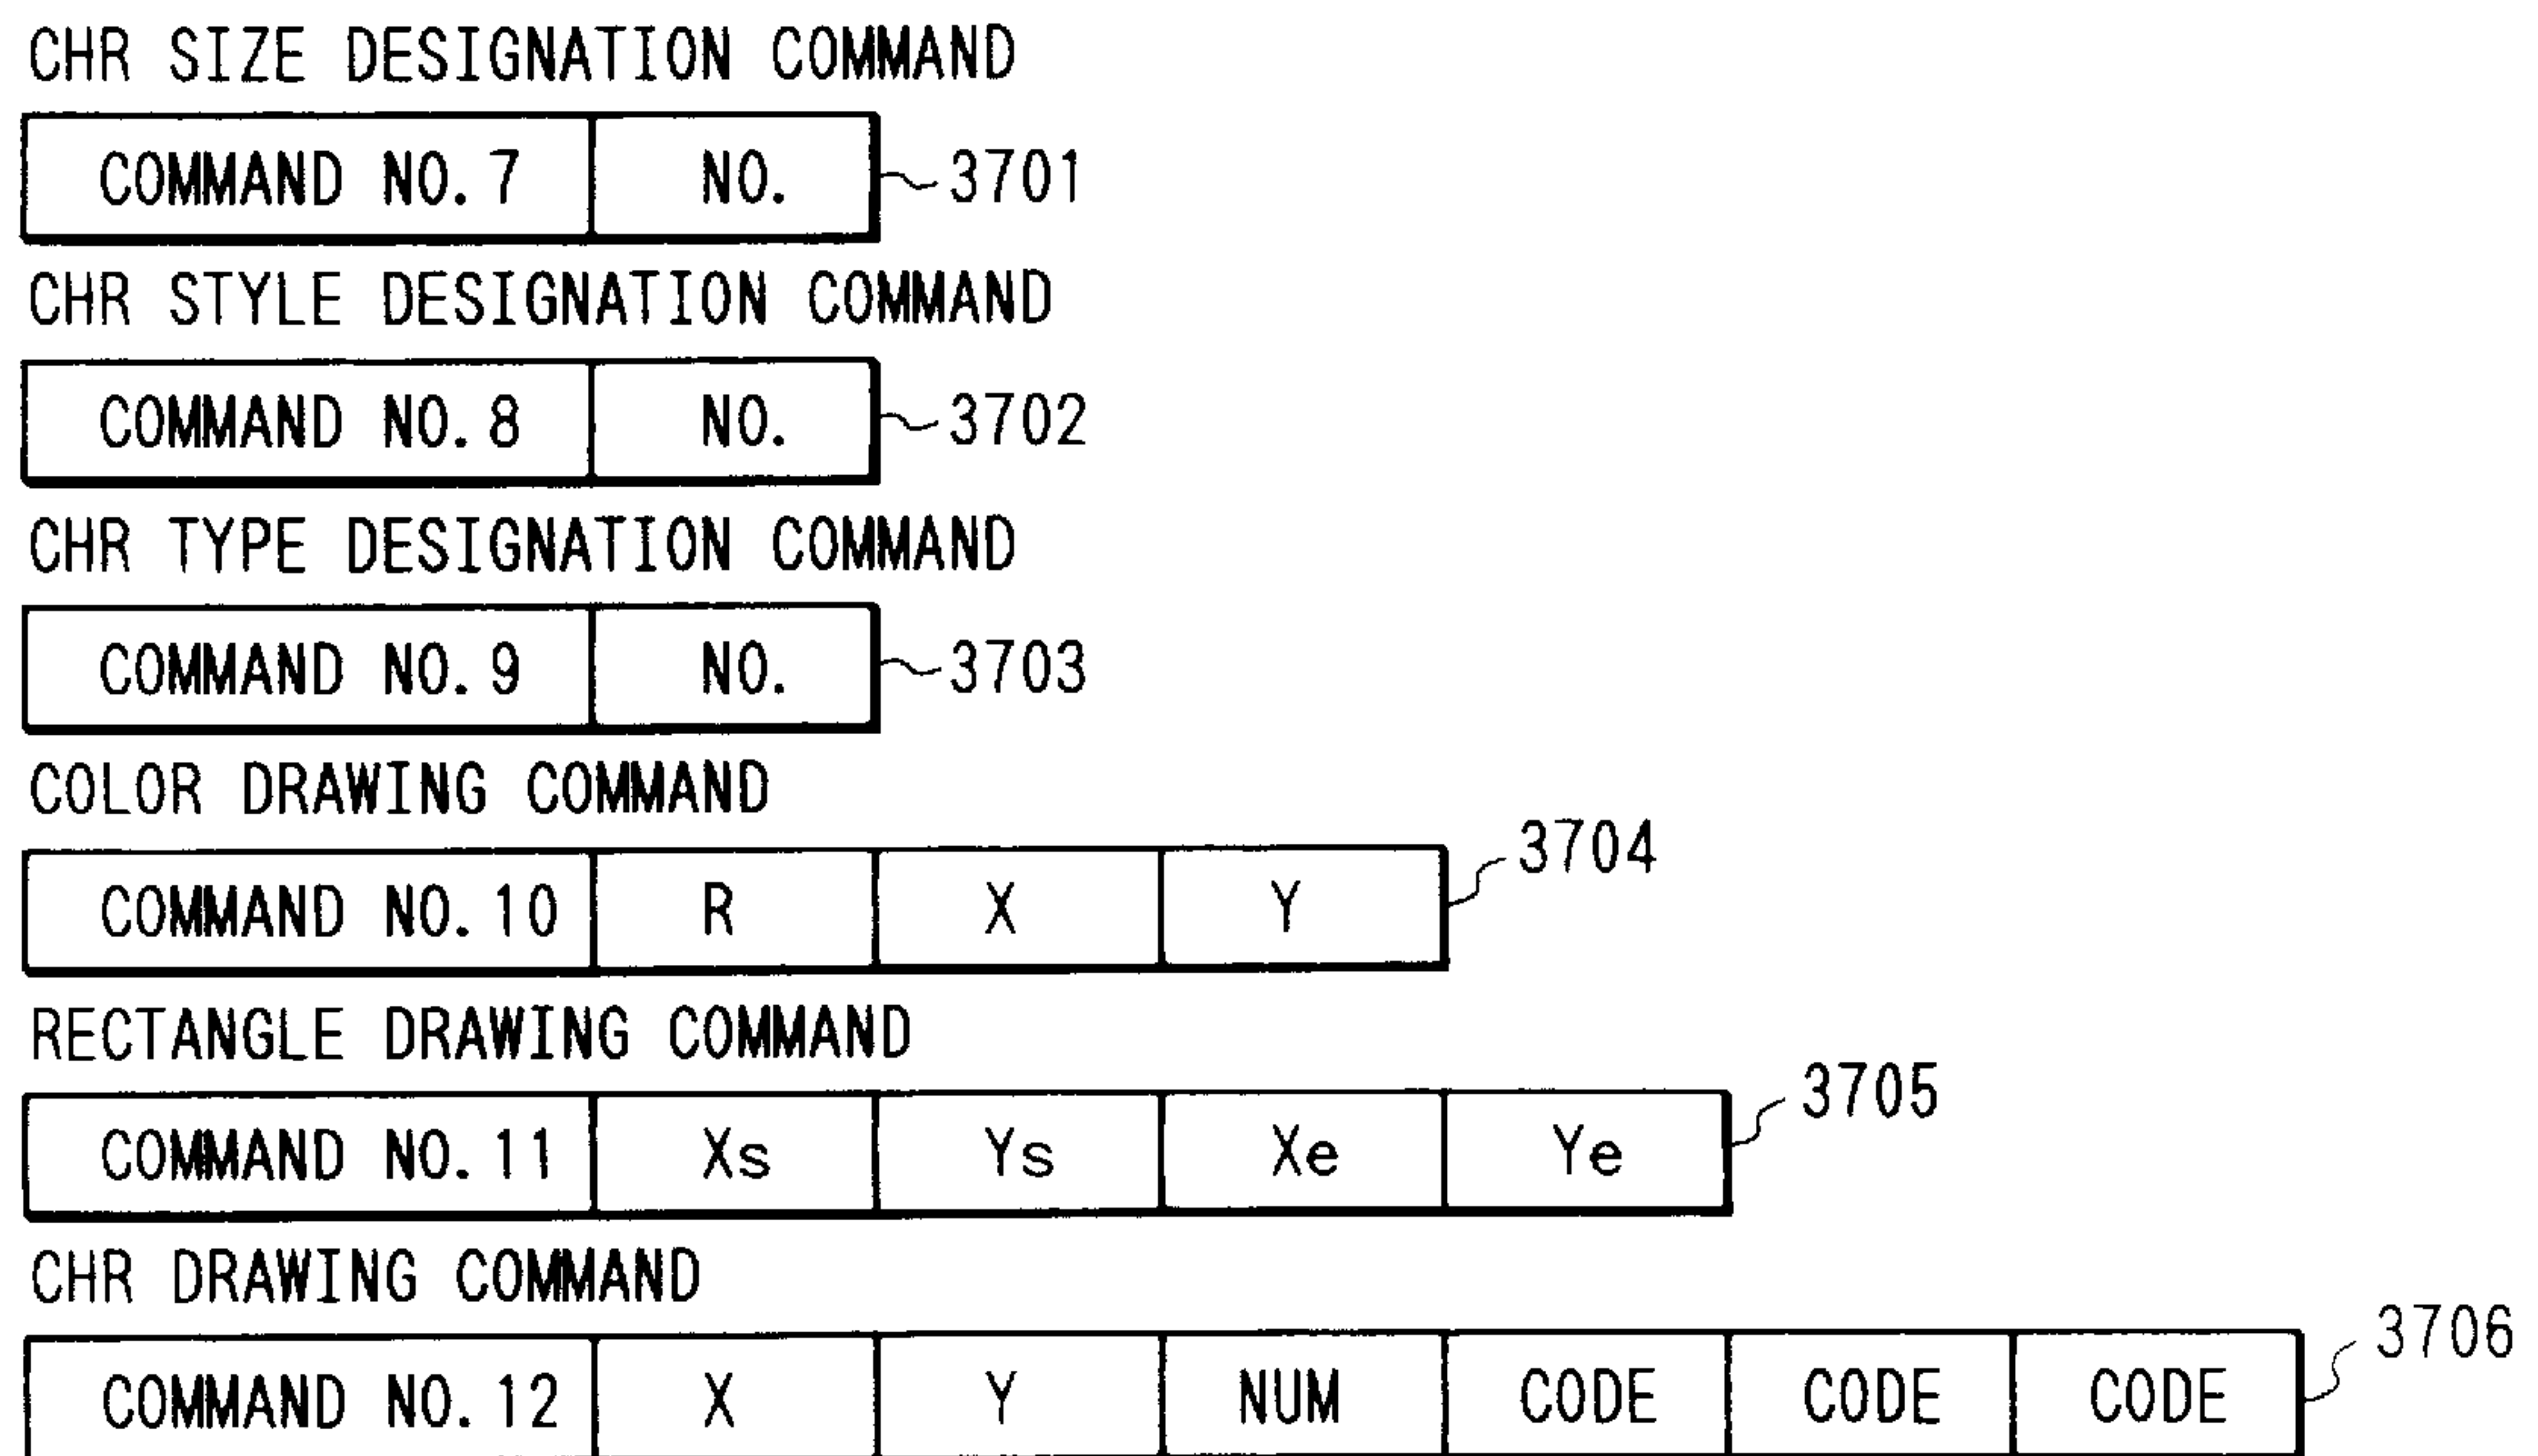 CHR SIZE DESIGNATION COMMAND
COMMAND NO. 7 NO. 3701
CHR STYLE DESIGNATION COMMAND
COMMAND NO. 8 NO. 3702
CHR TYPE DESIGNATION COMMAND
COMMAND NO. 9 NO. 3703
COLOR DRAWING COMMAND
COMMAND NO. 10 R X Y 3704
RECTANGLE DRAWING COMMAND
COMMAND NO. 11 Xs Ys Xe Ye 3705
CHR DRAWING COMMAND
COMMAND NO. 12 X Y NUM CODE CODE CODE 3706